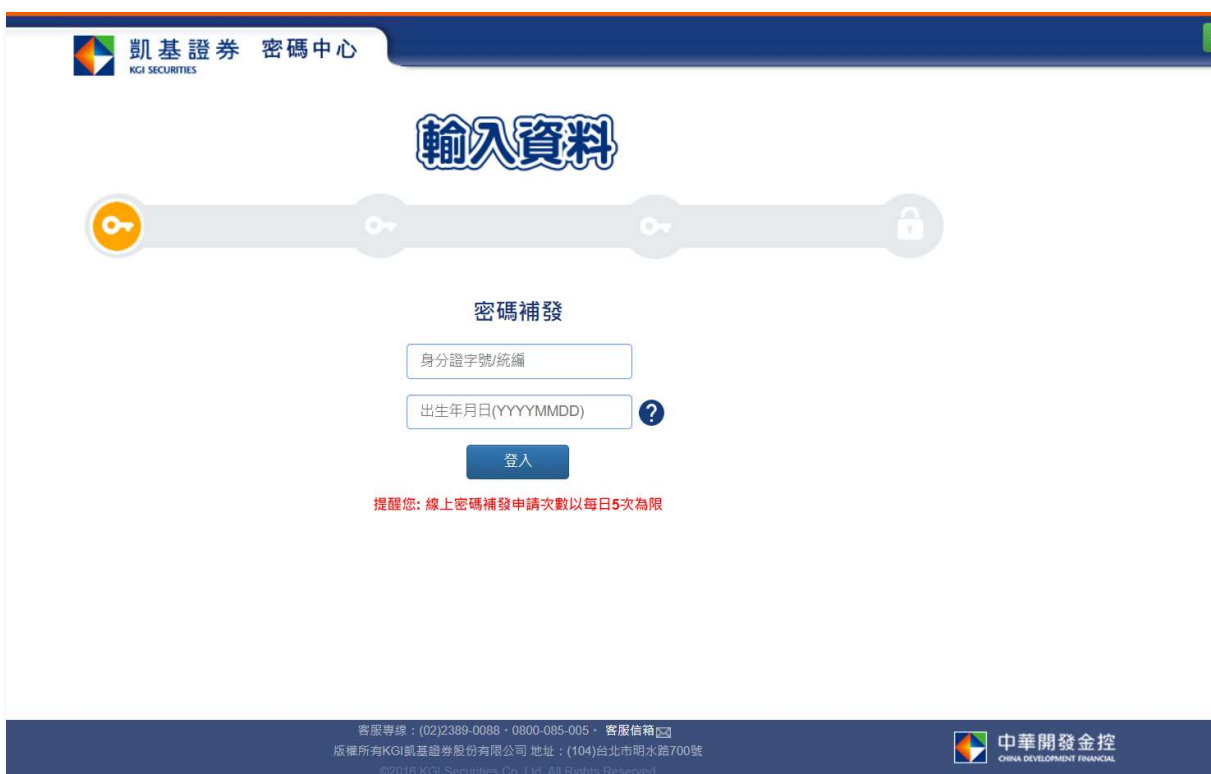 凱基證券 密碼中心
KGI SECURITIES
輸入資料
密碼補發
身分證字號/統編
出生年月日(YYYYMMDD)
?
登入
提醒您: 線上密碼補發申請次數以每日5次為限
客服專線：(02)2389-0088・0800-085-005・ 客服信箱
版權所有KGI凱基證券股份有限公司 地址：(104)台北市明水路700號
©2016 KGI Securities Co. Ltd. All Rights Reserved
中華開發金控
CHINA DEVELOPMENT FINANCIAL